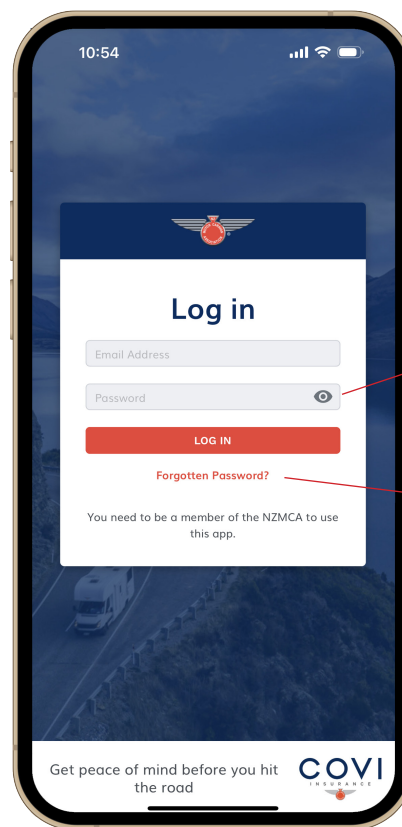 10:54
Log in
Email Address
Password
LOG IN
Forgotten Password?
You need to be a member of the NZMCA to use
this app.
Get peace of mind before you hit
the road
COVI
INSURANCE